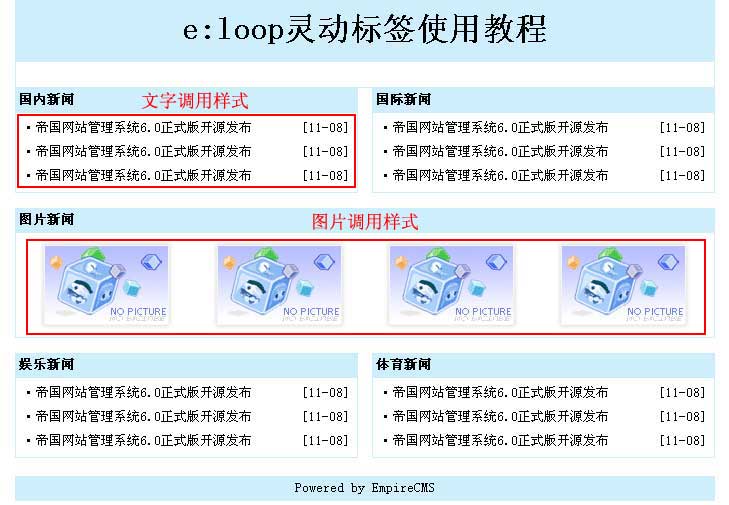 e:loop灵动标签使用教程
国内新闻 文字调用样式
・帝国网站管理系统6.0正式版开源发布 [11-08]
・帝国网站管理系统6.0正式版开源发布 [11-08]
・帝国网站管理系统6.0正式版开源发布 [11-08]
国际新闻
・帝国网站管理系统6.0正式版开源发布 [11-08]
・帝国网站管理系统6.0正式版开源发布 [11-08]
・帝国网站管理系统6.0正式版开源发布 [11-08]
图片新闻 图片调用样式
NO PICTURE NO PICTURE NO PICTURE NO PICTURE
娱乐新闻
・帝国网站管理系统6.0正式版开源发布 [11-08]
・帝国网站管理系统6.0正式版开源发布 [11-08]
・帝国网站管理系统6.0正式版开源发布 [11-08]
体育新闻
・帝国网站管理系统6.0正式版开源发布 [11-08]
・帝国网站管理系统6.0正式版开源发布 [11-08]
・帝国网站管理系统6.0正式版开源发布 [11-08]
Powered by EmpireCMS